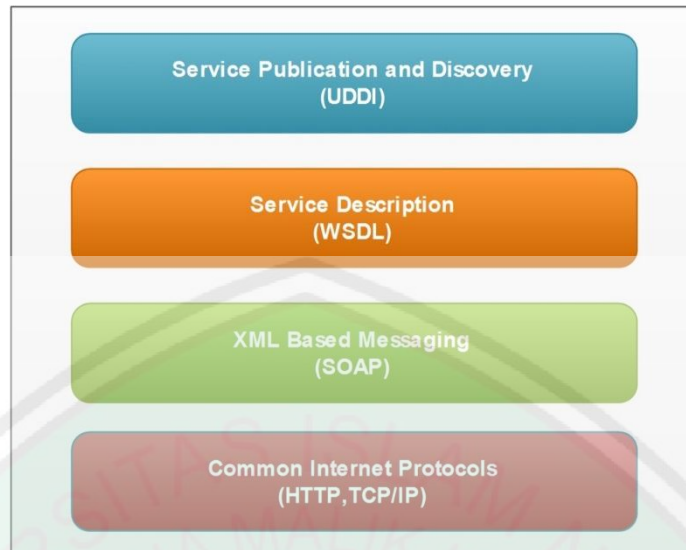 Service Publication and Discovery
(UDDI)
Service Description
(WSDL)
XML Based Messaging
(SOAP)
Common Internet Protocols
(HTTP,TCP/IP)